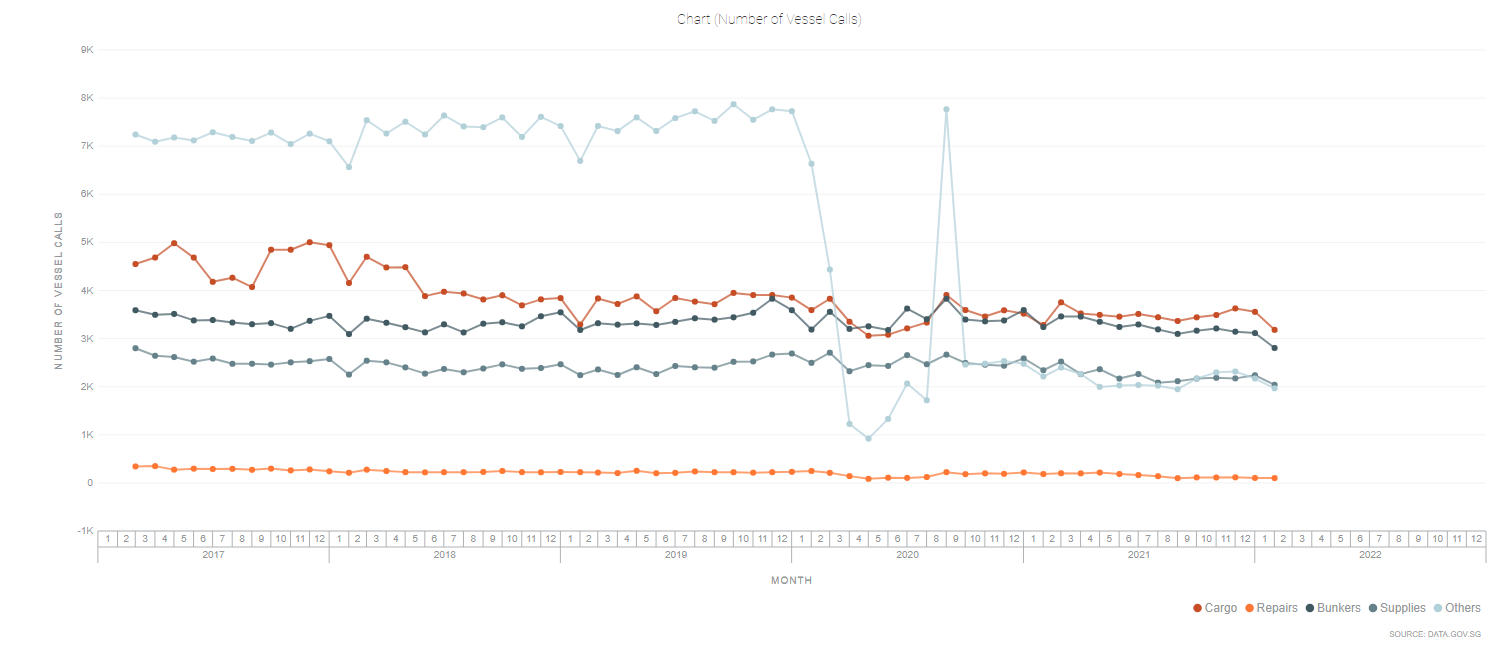 Chart (Number of Vessel Calls)
9K
8K
7K
6K
5K
4K
3K
2K
1K
0
-1K
NUMBER OF VESSEL CALLS
1 2 3 4 5 6 7 8 9 10 11 12 1 2 3 4 5 6 7 8 9 10 11 12 1 2 3 4 5 6 7 8 9 10 11 12 1 2 3 4 5 6 7 8 9 10 11 12 1 2 3 4 5 6 7 8 9 10 11 12 1 2 3 4 5 6 7 8 9 10 11 12
2017 2018 2019 2020 2021 2022
MONTH
Cargo Repairs Bunkers Supplies Others
SOURCE: DATA.GOV.SG